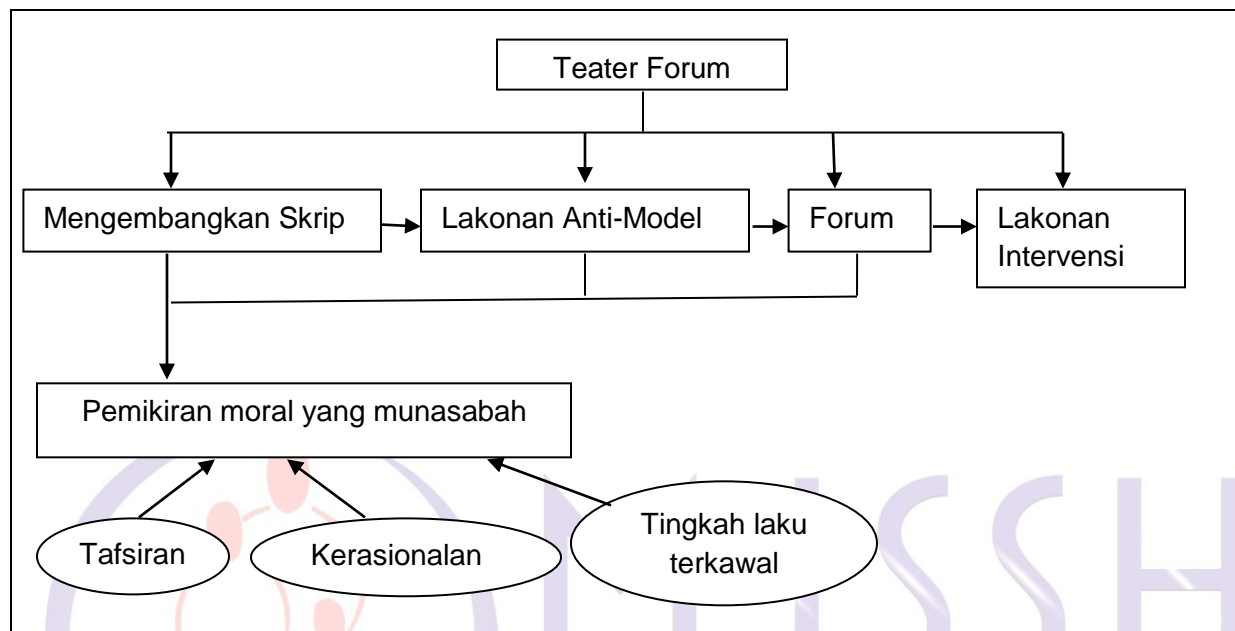 Teater Forum
Mengembangkan Skrip
Lakonan Anti-Model
Forum
Lakonan
Intervensi
Pemikiran moral yang munasabah
Tafsiran
Kerasionalan
Tingkah laku
terkawal